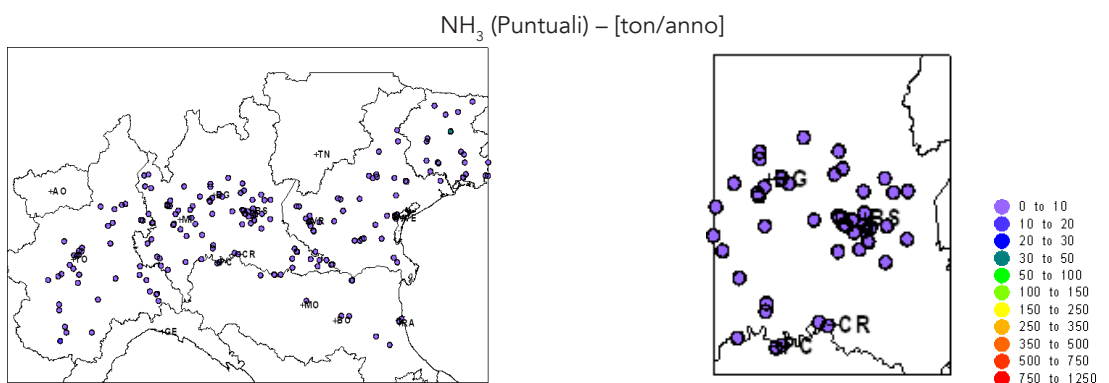 NH3 (Puntuali) – [ton/anno]
+TN
+AO
+BG
+BS
+MI
+VE
+TO
+CR
+PC
+MO
+BO
+RA
+GE
+BG
+BS
+CR
+PC
0 to 10
10 to 20
20 to 30
30 to 50
50 to 100
100 to 150
150 to 250
250 to 350
350 to 500
500 to 750
750 to 1250